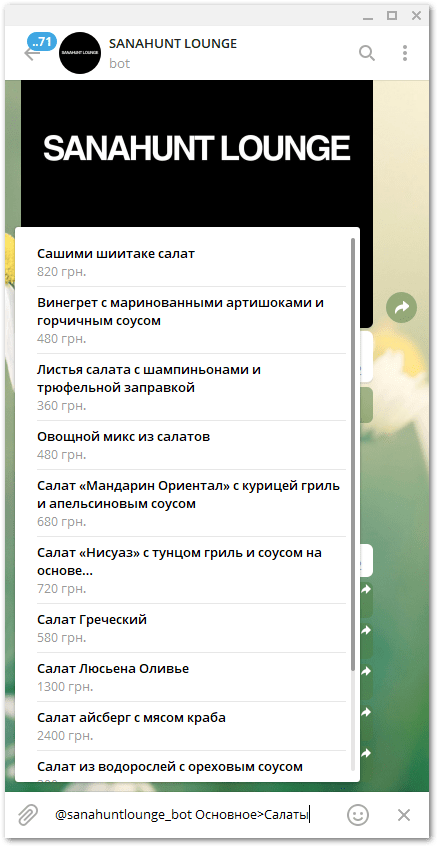 ..71
SANAHUNT LOUNGE
SANAHUNT LOUNGE
bot
SANAHUNT LOUNGE
Сашими шиитаке салат
820 грн.
Винегрет с маринованными артишоками и
горчичным соусом
480 грн.
Листья салата с шампиньонами и
трюфельной заправкой
360 грн.
Овощной микс из салатов
480 грн.
Салат «Мандарин Ориентал» с курицей гриль
и апельсиновым соусом
680 грн.
Салат «Нисуаз» с тунцом гриль и соусом на
основе...
720 грн.
Салат Греческий
580 грн.
Салат Люсьена Оливье
1300 грн.
Салат айсберг с мясом краба
2400 грн.
Салат из водорослей с ореховым соусом
@sanahuntlounge_bot Основное>Салаты